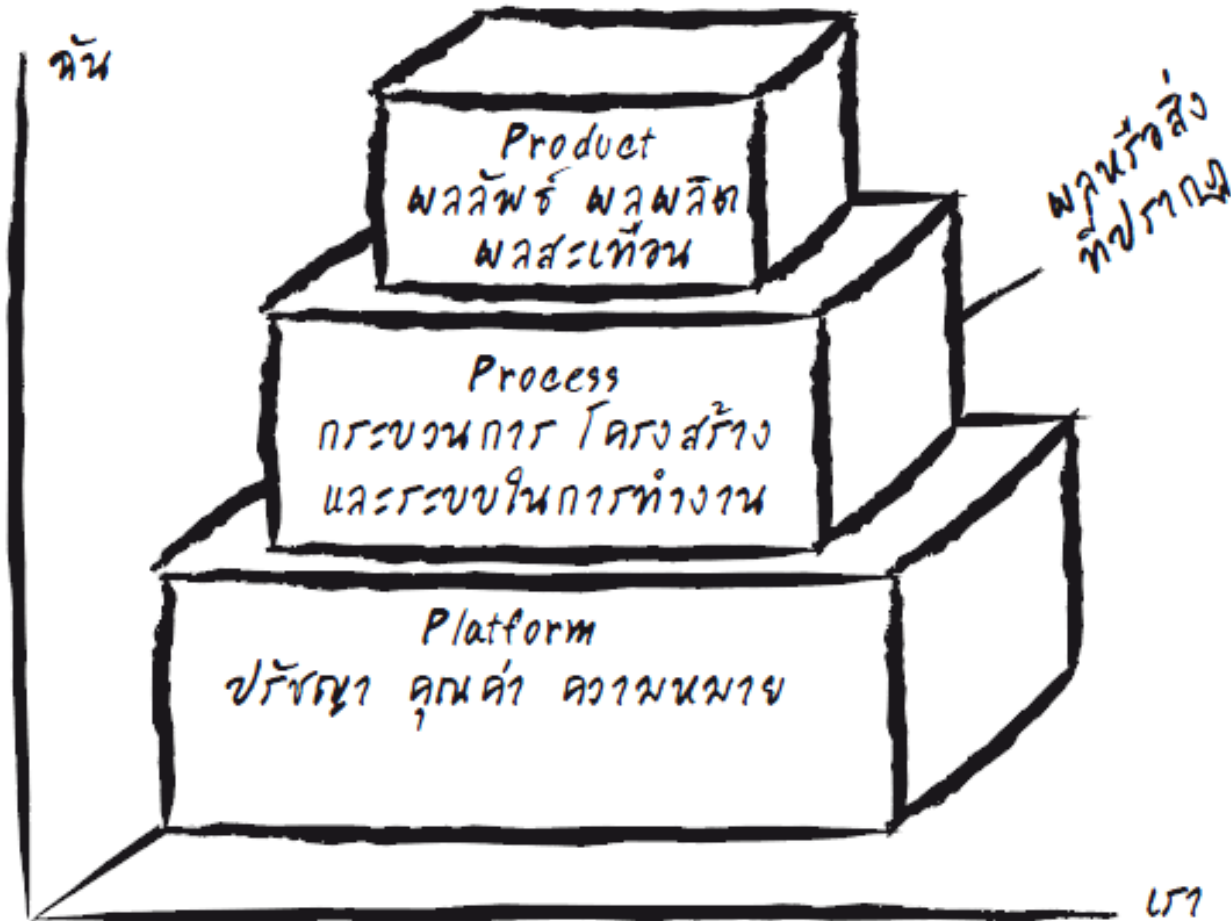 ฉัน
Product
ผลลัพธ์ ผลผลิต
ผลสะเทือน
ผลหรือสิ่ง
ที่ปรากฏ
Process
กระบวนการ โครงสร้าง
และระบบในการทำงาน
Platform
ปรัชญา คุณค่า ความหมาย
เรา